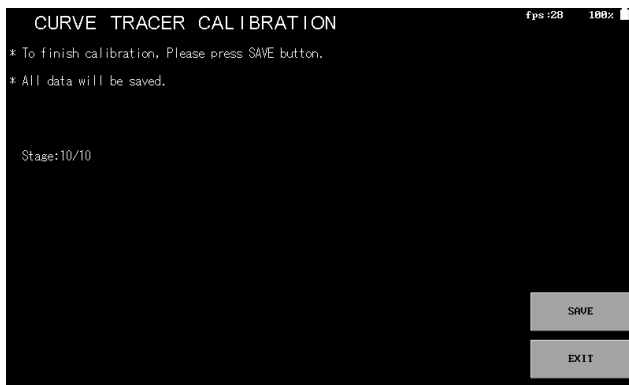 CURVE TRACER CALIBRATION
fps:28 100%
* To finish calibration, Please press SAVE button.
* All data will be saved.
Stage:10/10
SAVE
EXIT